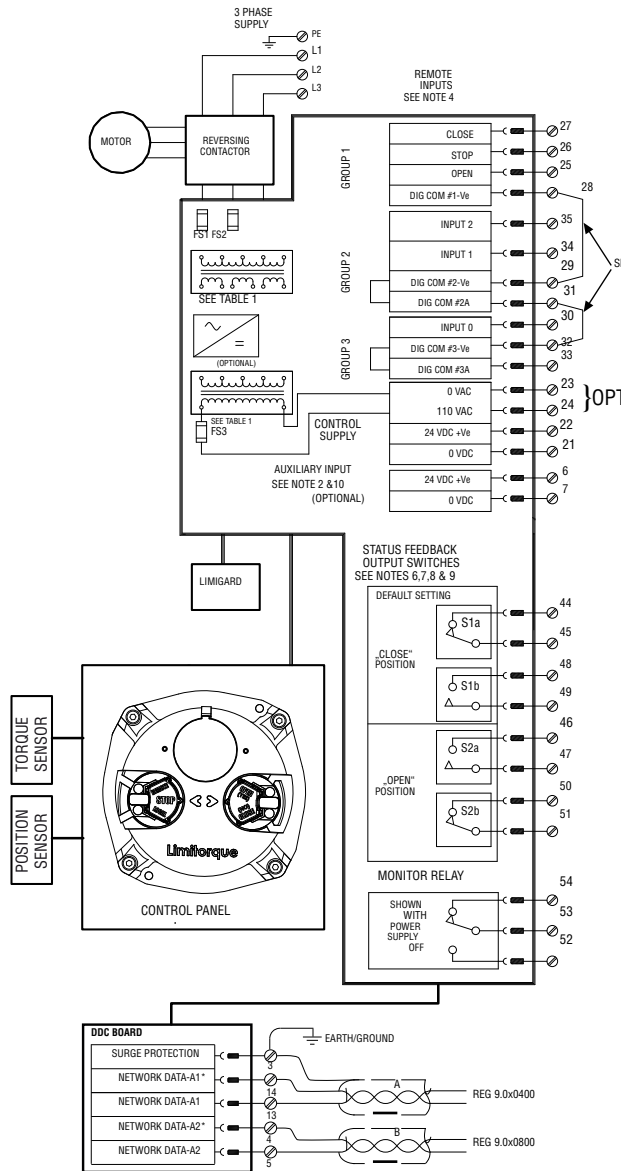 3 PHASE
SUPPLY
PE
L1
L2
L3
MOTOR
REVERSING
CONTACTOR
REMOTE
INPUTS
SEE NOTE 4
GROUP 1
CLOSE
27
STOP
26
OPEN
25
DIG COM #1-Ve
28
GROUP 2
INPUT 2
35
INPUT 1
34
29
DIG COM #2-Ve
31
DIG COM #2A
GROUP 3
INPUT 0
30
DIG COM #3-Ve
32
DIG COM #3A
33
0 VAC
23
110 VAC
24
}OPT
24 VDC +Ve
22
0 VDC
21
24 VDC +Ve
6
0 VDC
7
FS1 FS2
SEE TABLE 1
(OPTIONAL)
SEE TABLE 1
FS3
CONTROL
SUPPLY
AUXILIARY INPUT
SEE NOTE 2 &10
(OPTIONAL)
LIMIGARD
STATUS FEEDBACK
OUTPUT SWITCHES
SEE NOTES 6,7,8 & 9
DEFAULT SETTING
„CLOSE"
POSITION
S1a
44
45
S1b
48
49
„OPEN"
POSITION
S2a
46
47
S2b
50
51
MONITOR RELAY
SHOWN
WITH
POWER
SUPPLY
OFF
54
53
52
TORQUE
SENSOR
POSITION
SENSOR
STOP
Limitorque
CONTROL PANEL
DDC BOARD
SURGE PROTECTION
EARTH/GROUND
3
NETWORK DATA-A1*
14
NETWORK DATA-A1
13
NETWORK DATA-A2*
4
NETWORK DATA-A2
5
A
REG 9.0x0400
B
REG 9.0x0800